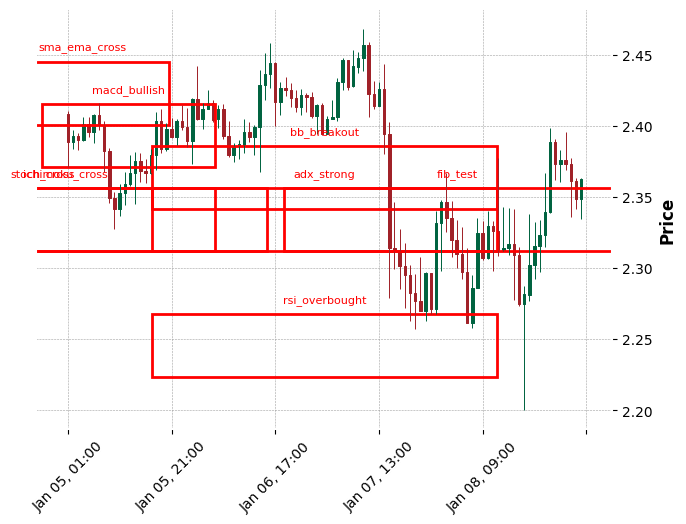 sma_ema_cross
macd_bullish
bb_breakout
stoch_cross
ichimoku_cross
adx_strong
fib_test
rsi_overbought
2.45
2.40
2.35
2.30
2.25
2.20
Price
Jan 05, 01:00
Jan 05, 21:00
Jan 06, 17:00
Jan 07, 13:00
Jan 08, 09:00